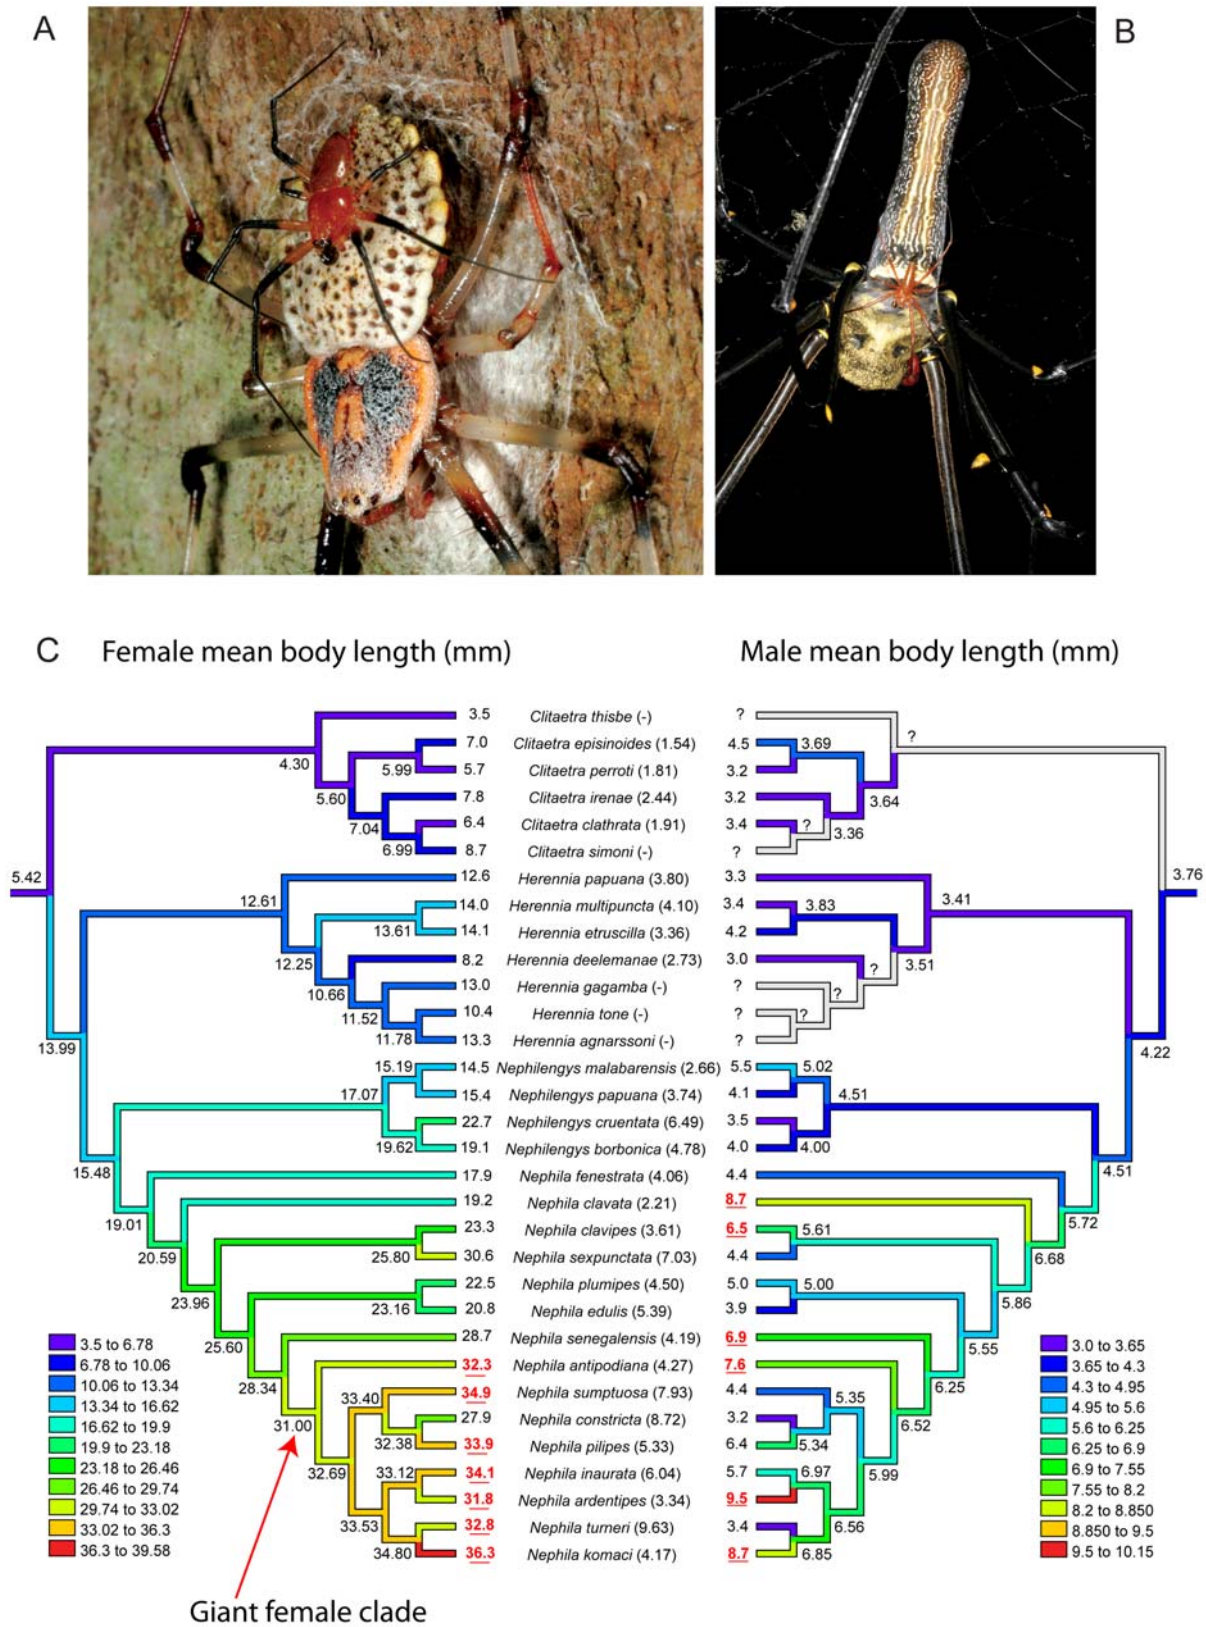 A
B
C Female mean body length (mm) Male mean body length (mm)
3.5 Clitaetra thisbe (-) ?
7.0 Clitaetra episinoides (1.54) 4.5 3.69
5.99 5.7 Clitaetra perroti (1.81) 3.2
4.30 ?
5.60 7.8 Clitaetra irenae (2.44) 3.2 3.64
7.04 6.4 Clitaetra clathrata (1.91) 3.4 ? 3.36
6.99 8.7 Clitaetra simoni (-) ?
5.42 3.76
12.6 Herennia papuana (3.80) 3.3
12.61 14.0 Herennia multipuncta (4.10) 3.4 3.83 3.41
13.61 14.1 Herennia etruscilla (3.36) 4.2
12.25 8.2 Herennia deelemanae (2.73) 3.0 ? 3.51
10.66 13.0 Herennia gagamba (-) ? ?
11.52 10.4 Herennia tone (-) ? ?
11.78 13.3 Herennia agnarssoni (-) ?
13.99 4.22
15.19 14.5 Nephilengys malabarensis (2.66) 5.5 5.02
17.07 15.4 Nephilengys papuana (3.74) 4.1 4.51
22.7 Nephilengys cruentata (6.49) 3.5
19.62 19.1 Nephilengys borbonica (4.78) 4.0 4.00
15.48 17.9 Nephila fenestrata (4.06) 4.4 4.51
19.2 Nephila clavata (2.21) 8.7
19.01 23.3 Nephila clavipes (3.61) 6.5 5.61 5.72
20.59 25.80 30.6 Nephila sexpunctata (7.03) 4.4 6.68
22.5 Nephila plumipes (4.50) 5.0 5.00
23.96 23.16 20.8 Nephila edulis (5.39) 3.9 5.86
25.60 28.7 Nephila senegalensis (4.19) 6.9 5.55
28.34 32.3 Nephila antipodiana (4.27) 7.6 6.25
33.40 34.9 Nephila sumptuosa (7.93) 4.4 5.35
31.00 27.9 Nephila constricta (8.72) 3.2 6.52
32.38 33.9 Nephila pilipes (5.33) 6.4 5.34
32.69 33.12 34.1 Nephila inaurata (6.04) 5.7 6.97 5.99
31.8 Nephila ardentipes (3.34) 9.5
33.53 32.8 Nephila turneri (9.63) 3.4 6.56
34.80 36.3 Nephila komaci (4.17) 8.7 6.85
3.5 to 6.78
6.78 to 10.06
10.06 to 13.34
13.34 to 16.62
16.62 to 19.9
19.9 to 23.18
23.18 to 26.46
26.46 to 29.74
29.74 to 33.02
33.02 to 36.3
36.3 to 39.58
3.0 to 3.65
3.65 to 4.3
4.3 to 4.95
4.95 to 5.6
5.6 to 6.25
6.25 to 6.9
6.9 to 7.55
7.55 to 8.2
8.2 to 8.850
8.850 to 9.5
9.5 to 10.15
Giant female clade